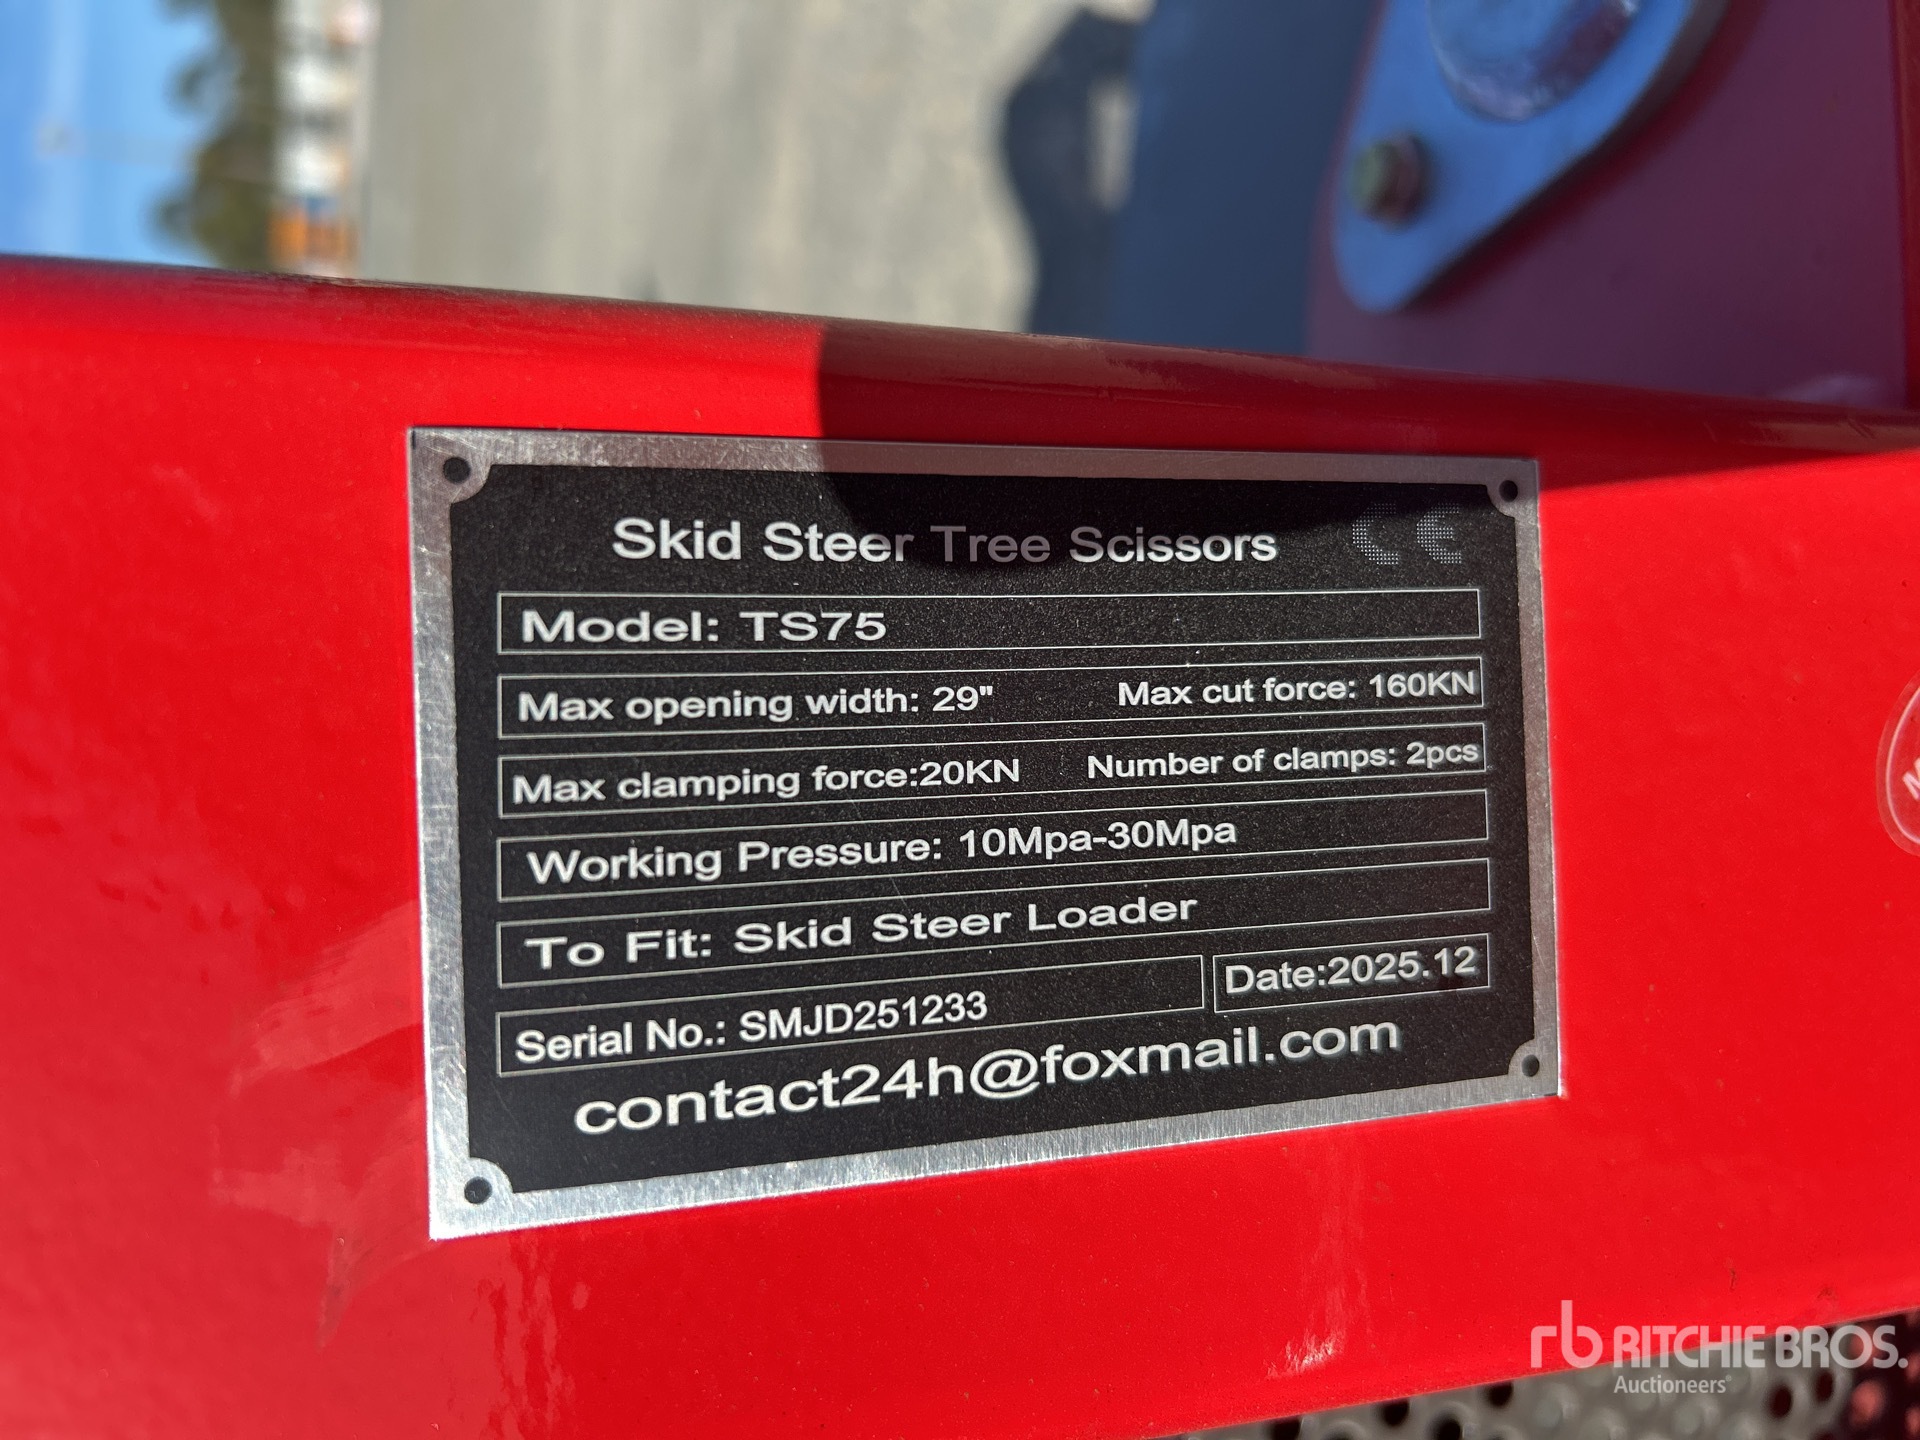 Skid Steer Tree Scissors CE
Model: TS75
Max opening width: 29" Max cut force: 160KN
Max clamping force:20KN Number of clamps: 2pcs
Working Pressure: 10Mpa-30Mpa
To Fit: Skid Steer Loader
Serial No.: SMJD251233 Date:2025.12
contact24h@foxmail.com
rb RITCHIE BROS.
Auctioneers